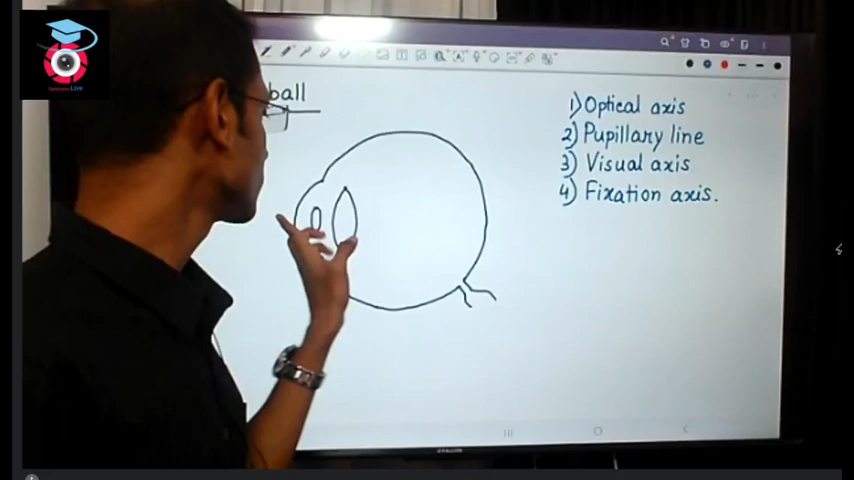 ball
1) Optical axis
2) Pupillary line
3) Visual axis
4) Fixation axis.